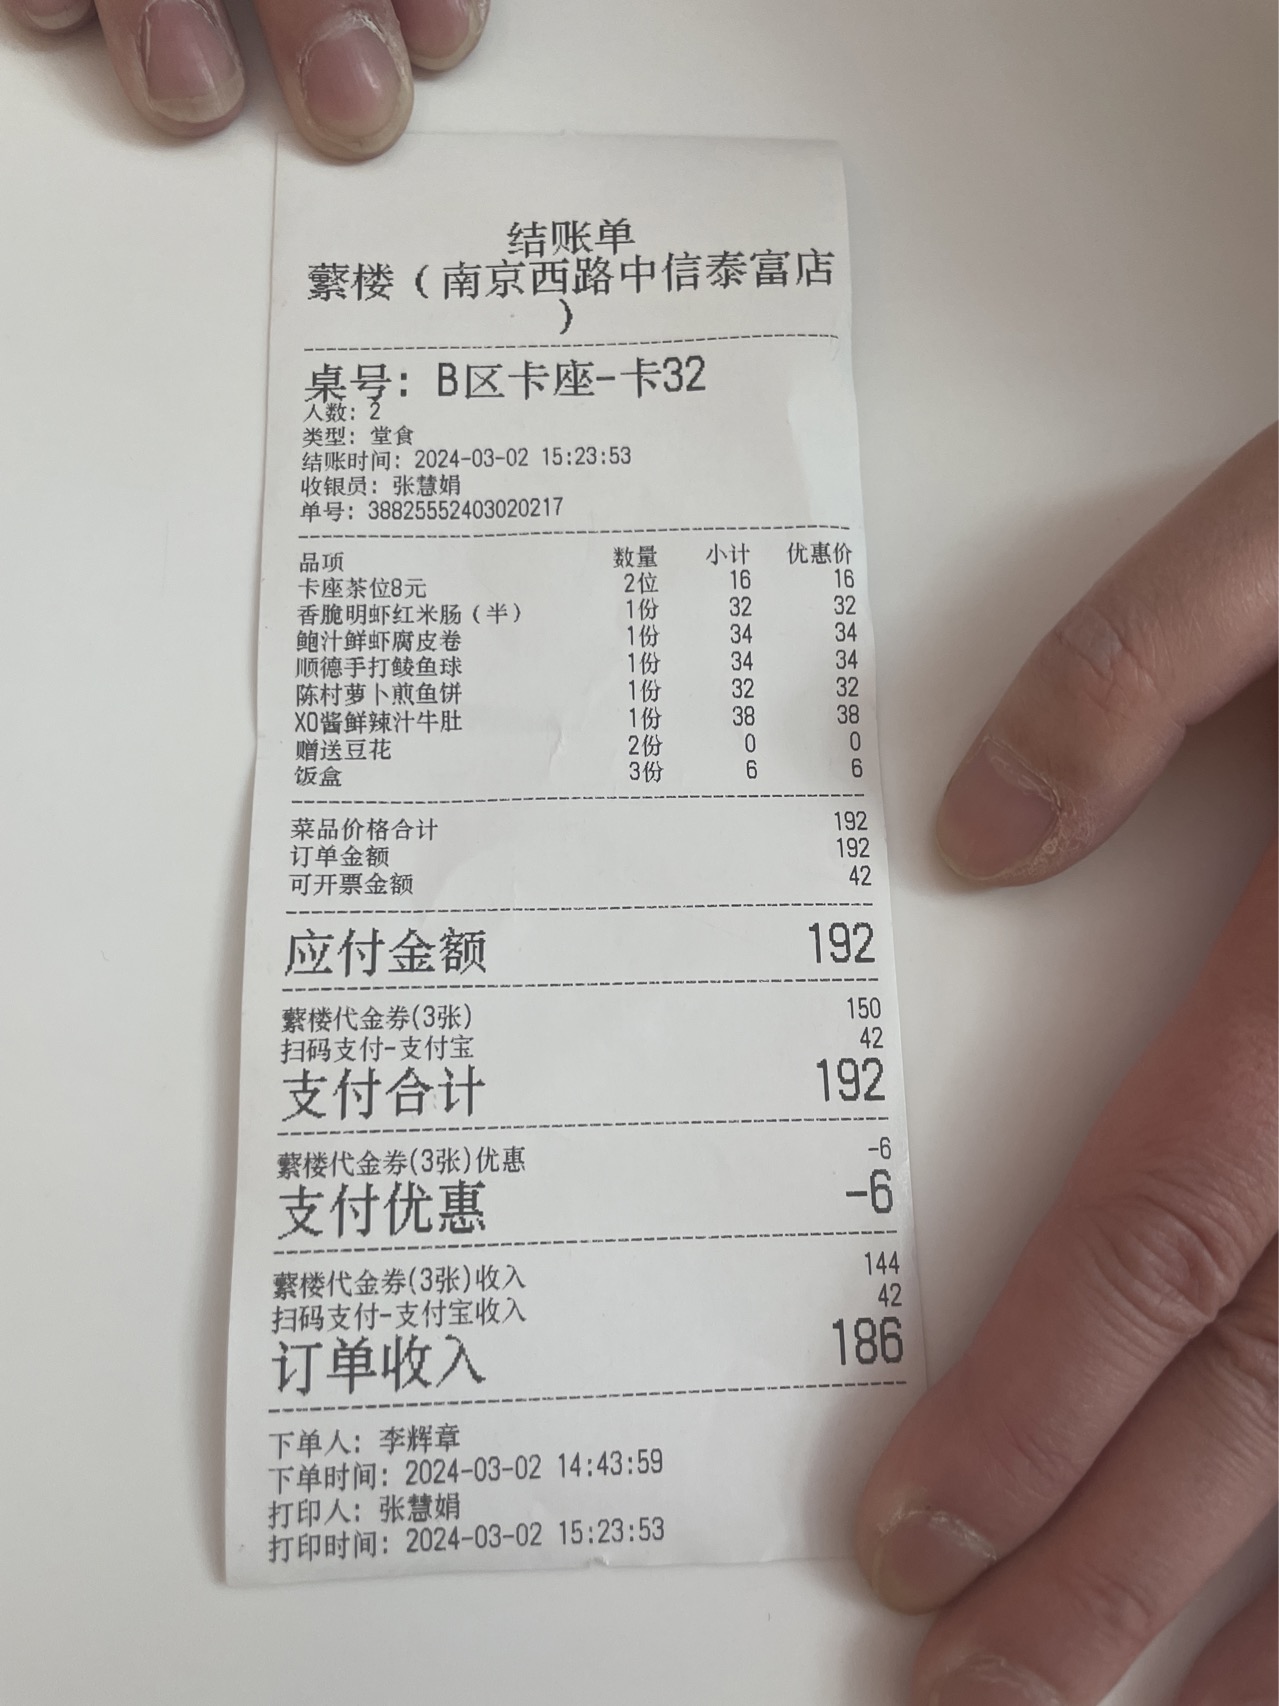 结账单
蘩楼（南京西路中信泰富店
）
桌号: B区卡座-卡32
人数: 2
类型: 堂食
结账时间: 2024-03-02 15:23:53
收银员: 张慧娟
单号: 38825552403020217
品项 数量 小计 优惠价
卡座茶位8元 2位 16 16
香脆明虾红米肠（半） 1份 32 32
鲍汁鲜虾腐皮卷 1份 34 34
顺德手打鲮鱼球 1份 34 34
陈村萝卜煎鱼饼 1份 32 32
XO酱鲜辣汁牛肚 1份 38 38
赠送豆花 2份 0 0
饭盒 3份 6 6
菜品价格合计 192
订单金额 192
可开票金额 42
应付金额 192
蘩楼代金券(3张) 150
扫码支付-支付宝 42
支付合计 192
蘩楼代金券(3张)优惠 -6
支付优惠 -6
蘩楼代金券(3张)收入 144
扫码支付-支付宝收入 42
订单收入 186
下单人: 李辉章
下单时间: 2024-03-02 14:43:59
打印人: 张慧娟
打印时间: 2024-03-02 15:23:53